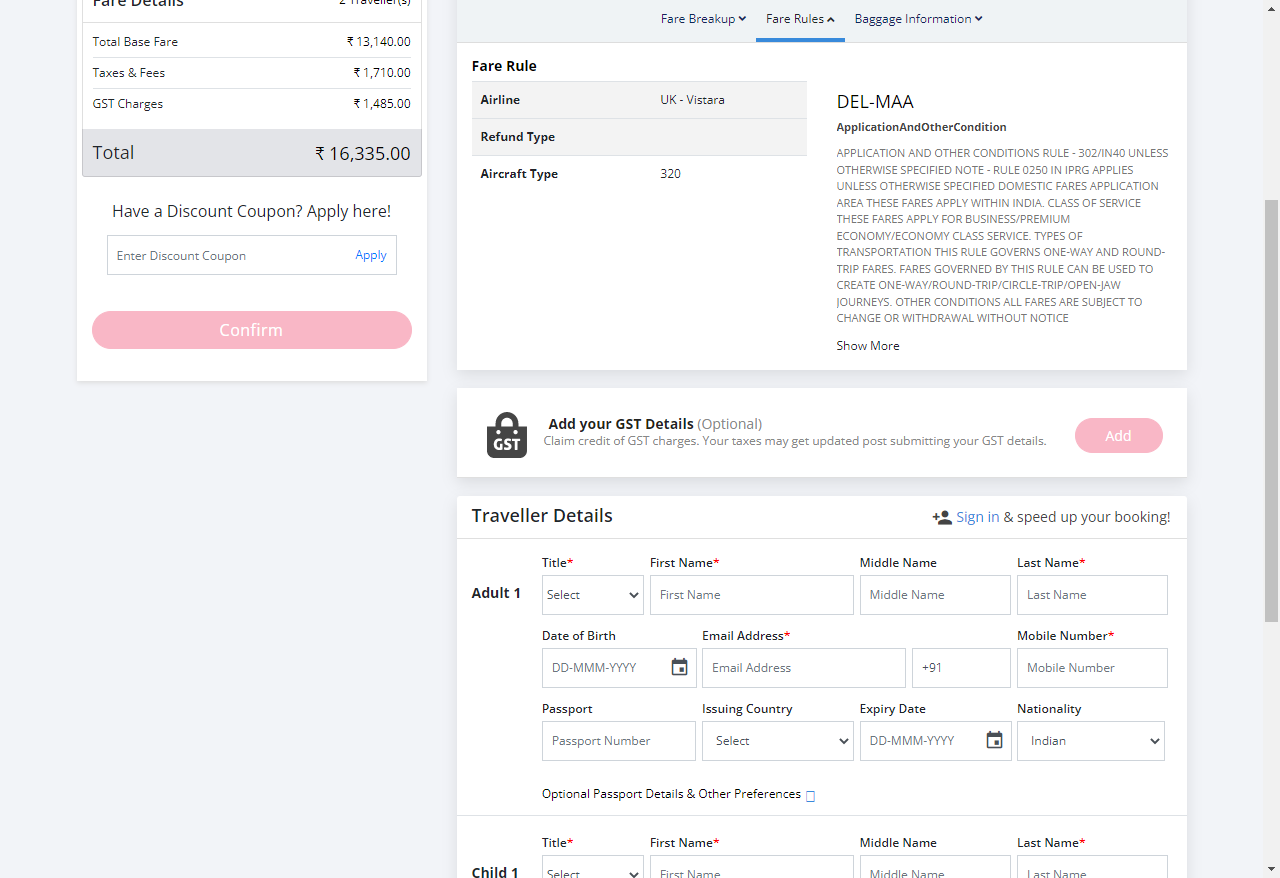 Fare Details 2 Traveller(s)
Total Base Fare ₹ 13,140.00
Taxes & Fees ₹ 1,710.00
GST Charges ₹ 1,485.00
Total ₹ 16,335.00
Have a Discount Coupon? Apply here!
Enter Discount Coupon Apply
Confirm
Fare Breakup Fare Rules Baggage Information
Fare Rule
Airline UK - Vistara
Refund Type
Aircraft Type 320
DEL-MAA
ApplicationAndOtherCondition
APPLICATION AND OTHER CONDITIONS RULE - 302/IN40 UNLESS
OTHERWISE SPECIFIED NOTE - RULE 0250 IN IPRG APPLIES
UNLESS OTHERWISE SPECIFIED DOMESTIC FARES APPLICATION
AREA THESE FARES APPLY WITHIN INDIA. CLASS OF SERVICE
THESE FARES APPLY FOR BUSINESS/PREMIUM
ECONOMY/ECONOMY CLASS SERVICE. TYPES OF
TRANSPORTATION THIS RULE GOVERNS ONE-WAY AND ROUND-
TRIP FARES. FARES GOVERNED BY THIS RULE CAN BE USED TO
CREATE ONE-WAY/ROUND-TRIP/CIRCLE-TRIP/OPEN-JAW
JOURNEYS. OTHER CONDITIONS ALL FARES ARE SUBJECT TO
CHANGE OR WITHDRAWAL WITHOUT NOTICE
Show More
GST
Add your GST Details (Optional)
Claim credit of GST charges. Your taxes may get updated post submitting your GST details.
Add
Traveller Details Sign in & speed up your booking!
Title* First Name* Middle Name Last Name*
Adult 1 Select First Name Middle Name Last Name
Date of Birth Email Address* Mobile Number*
DD-MMM-YYYY Email Address +91 Mobile Number
Passport Issuing Country Expiry Date Nationality
Passport Number Select DD-MMM-YYYY Indian
Optional Passport Details & Other Preferences
Title* First Name* Middle Name Last Name*
Child 1 Select First Name Middle Name Last Name